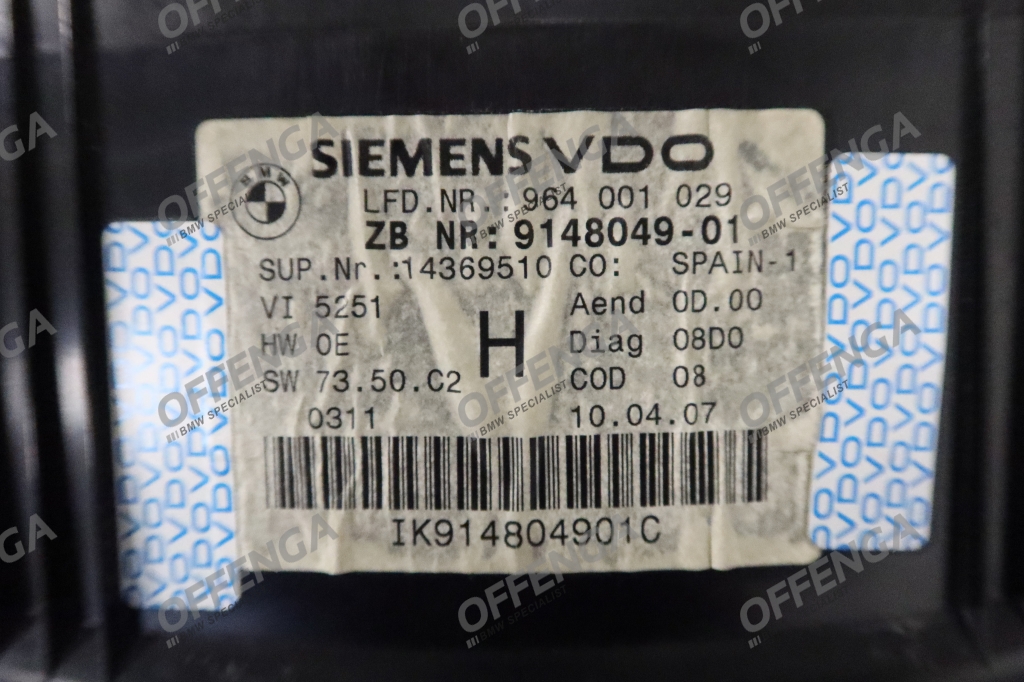 SIEMENS VDO
BMW
LFD.NR.: 964 001 029
ZB NR: 9148049-01
SUP.Nr.:14369510 CO: SPAIN-1
VI 5251 Aend 0D.00
HW 0E H Diag 08D0
SW 73.50.C2 COD 08
0311 10.04.07
IK914804901C
VDO
OFFENGA
BMW SPECIALIST